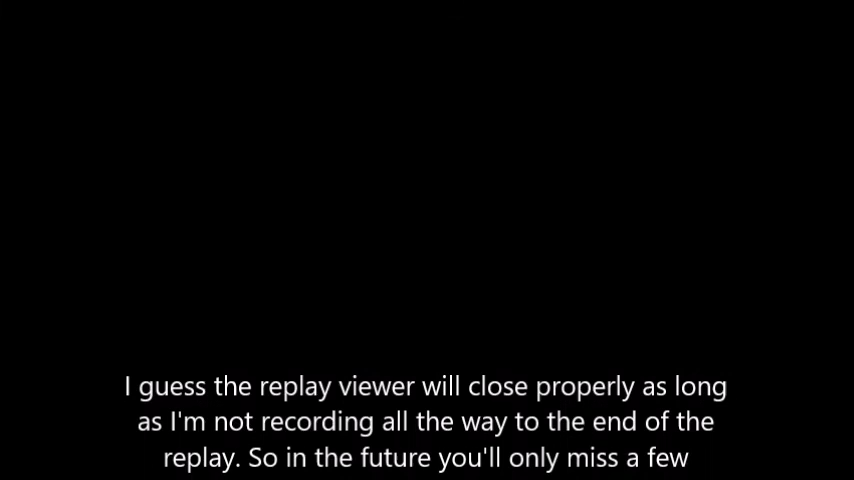 I guess the replay viewer will close properly as long
as I'm not recording all the way to the end of the
replay. So in the future you'll only miss a few